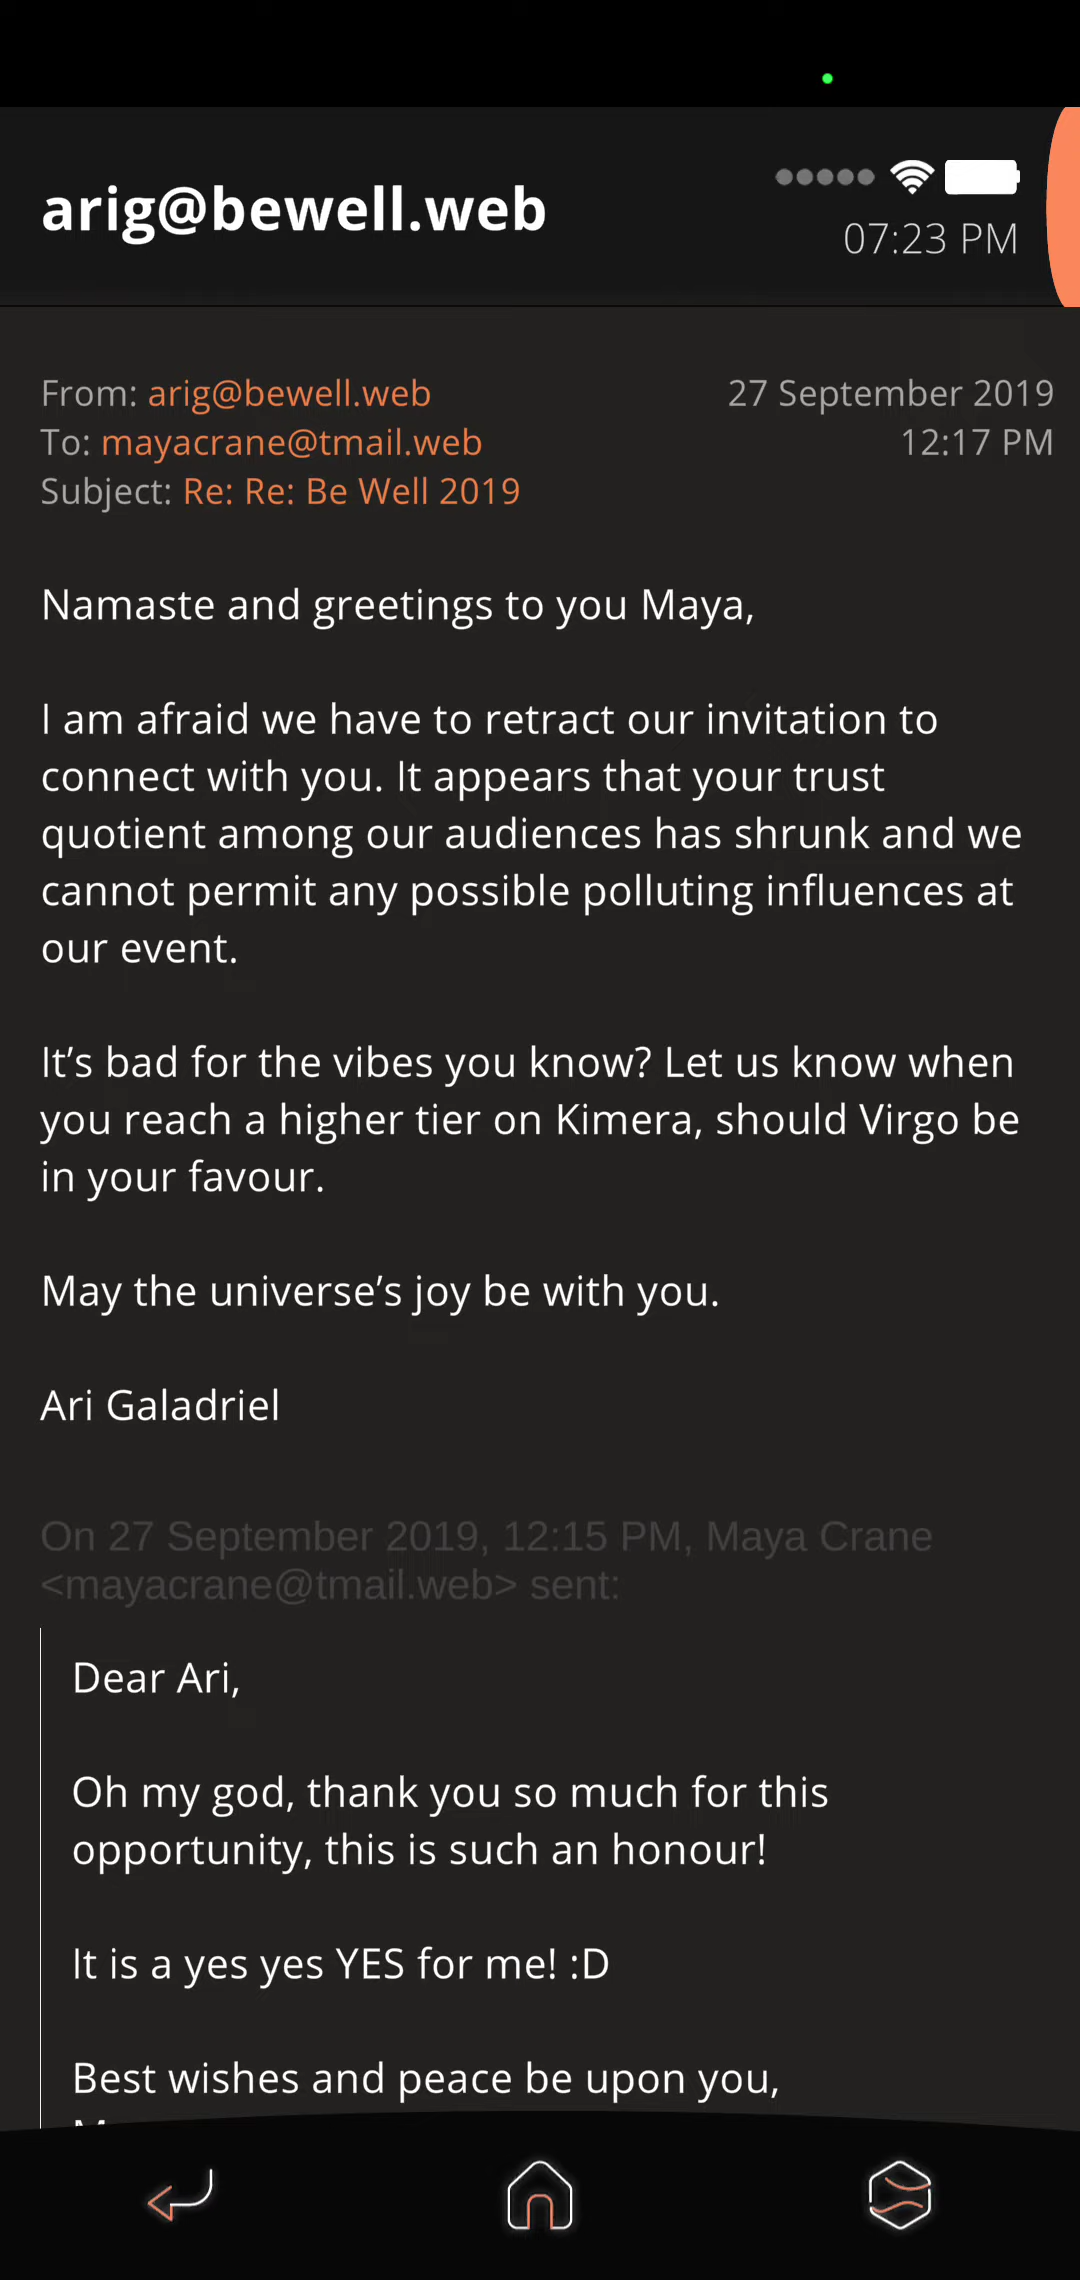 arig@bewell.web
07:23 PM
From: arig@bewell.web
27 September 2019
To: mayacrane@tmail.web
12:17 PM
Subject: Re: Re: Be Well 2019
Namaste and greetings to you Maya,
I am afraid we have to retract our invitation to
connect with you. It appears that your trust
quotient among our audiences has shrunk and we
cannot permit any possible polluting influences at
our event.
It’s bad for the vibes you know? Let us know when
you reach a higher tier on Kimera, should Virgo be
in your favour.
May the universe’s joy be with you.
Ari Galadriel
On 27 September 2019, 12:15 PM, Maya Crane
<mayacrane@tmail.web> sent:
Dear Ari,
Oh my god, thank you so much for this
opportunity, this is such an honour!
It is a yes yes YES for me! :D
Best wishes and peace be upon you,